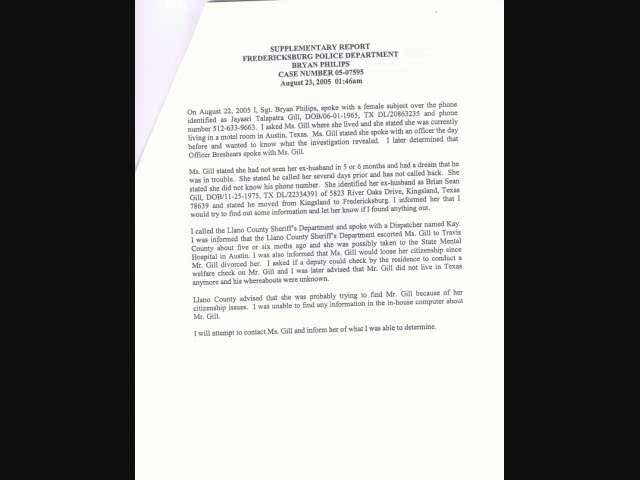 SUPPLEMENTARY REPORT
FREDERICKSBURG POLICE DEPARTMENT
BRYAN PHILIPS
CASE NUMBER 05-07595
August 23, 2005 01:46am
On August 22, 2005 I, Sgt. Bryan Philips, spoke with a female subject over the phone
identified as Jayasri Talapatra Gill, DOB/06-01-1965, TX DL/20863235 and phone
number 512-633-9663. I asked Ms. Gill where she lived and she stated she was currently
living in a motel room in Austin, Texas. Ms. Gill stated she spoke with an officer the day
before and wanted to know what the investigation revealed. I later determined that
Officer Breshears spoke with Ms. Gill.
Ms. Gill stated she had not seen her ex-husband in 5 or 6 months and had a dream that he
was in trouble. She stated he called her several days prior and has not called back. She
stated she did not know his phone number. She identified her ex-husband as Brian Sean
Gill, DOB/11-25-1975, TX DL/22334391 of 5823 River Oaks Drive, Kingsland, Texas
78639 and stated he moved from Kingsland to Fredericksburg. I informed her that I
would try to find out some information and let her know if I found anything out.
I called the Llano County Sheriff's Department and spoke with a Dispatcher named Kay.
I was informed that the Llano County Sheriff's Department escorted Ms. Gill to Travis
County about five or six moths ago and she was possibly taken to the State Mental
Hospital in Austin. I was also informed that Ms. Gill would loose her citizenship since
Mr. Gill divorced her. I asked if a deputy could check by the residence to conduct a
welfare check on Mr. Gill and I was later advised that Mr. Gill did not live in Texas
anymore and his whereabouts were unknown.
Llano County advised that she was probably trying to find Mr. Gill because of her
citizenship issues. I was unable to find any information in the in-house computer about
Mr. Gill.
I will attempt to contact Ms. Gill and inform her of what I was able to determine.